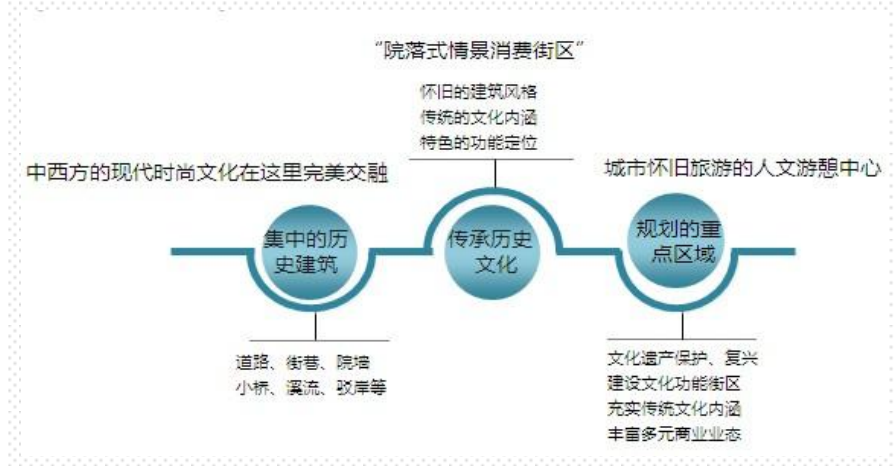 “院落式情景消费街区”
怀旧的建筑风格
传统的文化内涵
特色的功能定位
中西方的现代时尚文化在这里完美交融
城市怀旧旅游的人文游憩中心
集中的历
史建筑
传承历史
文化
规划的重
点区域
道路、街巷、院墙
小桥、溪流、驳岸等
文化遗产保护、复兴
建设文化功能街区
充实传统文化内涵
丰富多元商业业态